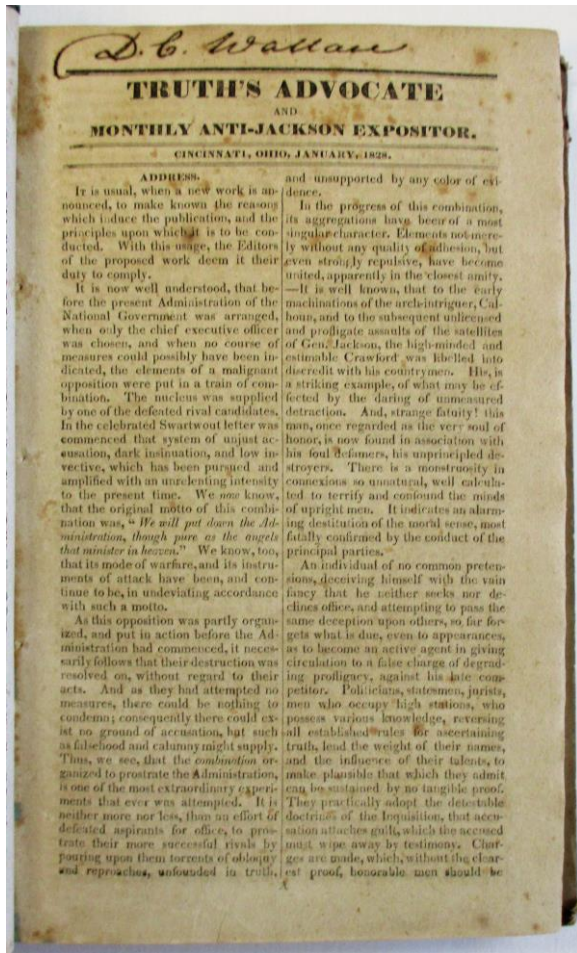 D. C. Wallace
TRUTH'S ADVOCATE
AND
MONTHLY ANTI-JACKSON EXPOSITOR.
CINCINNATI, OHIO, JANUARY, 1828.
ADDRESS.
IT is usual, when a new work is an-
nounced, to make known the reasons
which induce the publication, and the
principles upon which it is to be con-
ducted. With this usage, the Editors
of the proposed work deem it their
duty to comply.
It is now well understood, that be-
fore the present Administration of the
National Government was arranged,
when only the chief executive officer
was chosen, and when no course of
measures could possibly have been in-
dicated, the elements of a malignant
opposition were put in a train of com-
bination. The nucleus was supplied
by one of the defeated rival candidates.
In the celebrated Swartwout letter was
commenced that system of unjust ac-
cusation, dark insinuation, and low in-
vective, which has been pursued and
amplified with an unrelenting intensity
to the present time. We now know,
that the original motto of this combi-
nation was, "We will put down the Ad-
ministration, though pure as the angels
that minister in heaven." We know, too,
that its mode of warfare, and its instru-
ments of attack have been, and con-
tinue to be, in undeviating accordance
with such a motto.
As this opposition was partly organ-
ized, and put in action before the Ad-
ministration had commenced, it neces-
sarily follows that their destruction was
resolved on, without regard to their
acts. And as they had attempted no
measures, there could be nothing to
condemn; consequently there could ex-
ist no ground of accusation, but such
as falsehood and calumny might supply.
Thus, we see, that the combination or-
ganized to prostrate the Administration,
is one of the most extraordinary experi-
ments that ever was attempted. It is
neither more nor less, than an effort of
defeated aspirants for office, to pros-
trate their more successful rivals by
pouring upon them torrents of obloquy
and reproaches, unfounded in truth,
and unsupported by any color of evi-
dence.
In the progress of this combination,
its aggregations have been of a most
singular character. Elements not mere-
ly without any quality of adhesion, but
even strongly repulsive, have become
united, apparently in the closest amity.
—It is well known, that to the early
machinations of the arch-intriguer, Cal-
houn, and to the subsequent unlicensed
and profligate assaults of the satellites
of Gen. Jackson, the high-minded and
estimable Crawford was libelled into
discredit with his countrymen. His, is
a striking example, of what may be ef-
fected by the daring of unmeasured
detraction. And, strange fatuity! this
man, once regarded as the very soul of
honor, is now found in association with
his foul defamers, his unprincipled de-
stroyers. There is a monstruosity in
connexions so unnatural, well calcula-
ted to terrify and confound the minds
of upright men. It indicates an alarm-
ing destitution of the moral sense, most
fatally confirmed by the conduct of the
principal parties.
An individual of no common preten-
sions, deceiving himself with the vain
fancy that he neither seeks nor de-
clines office, and attempting to pass the
same deception upon others, so far for-
gets what is due, even to appearances,
as to become an active agent in giving
circulation to a false charge of degrad-
ing profligacy, against his late com-
petitor. Politicians, statesmen, jurists,
men who occupy high stations, who
possess various knowledge, reversing
all established rules for ascertaining
truth, lend the weight of their names,
and the influence of their talents, to
make plausible that which they admit
can be sustained by no tangible proof.
They practically adopt the detestable
doctrine of the Inquisition, that accu-
sation attaches guilt, which the accused
must wipe away by testimony. Char-
ges are made, which, without the clear-
est proof, honorable men should be